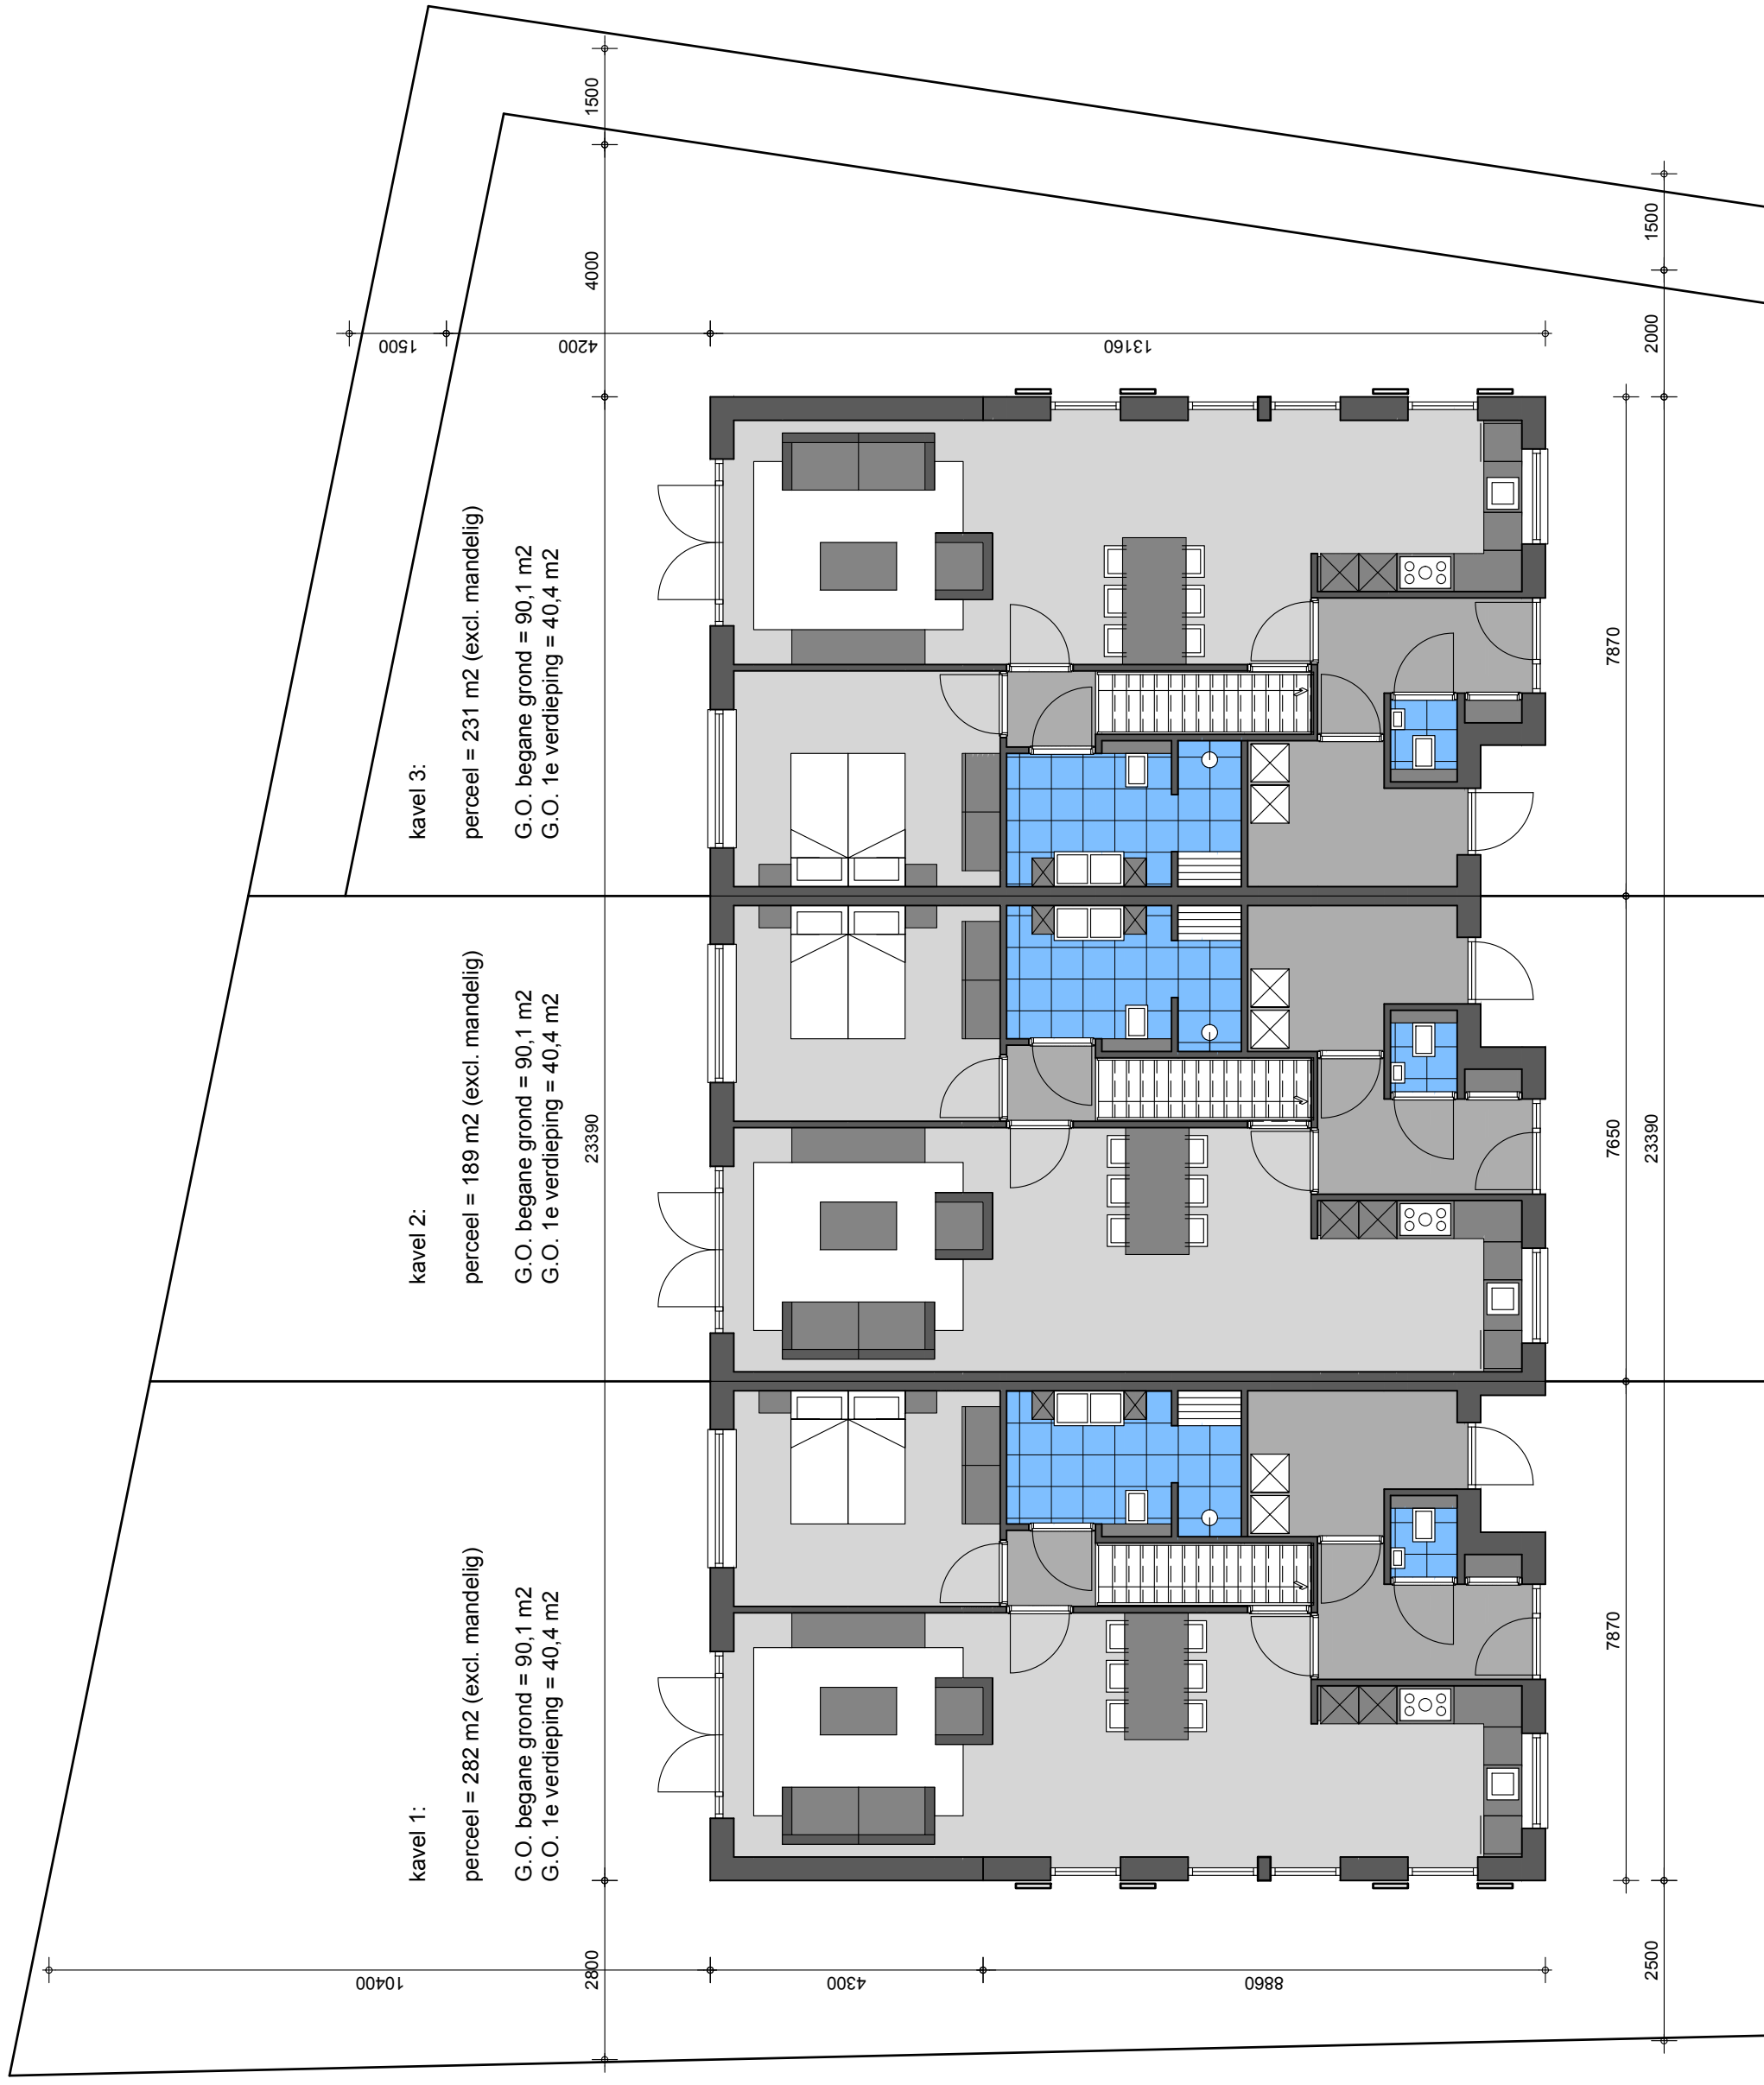 kavel 1:
perceel = 282 m2 (excl. mandelig)
G.O. begane grond = 90,1 m2
G.O. 1e verdieping = 40,4 m2
kavel 2:
perceel = 189 m2 (excl. mandelig)
G.O. begane grond = 90,1 m2
G.O. 1e verdieping = 40,4 m2
kavel 3:
perceel = 231 m2 (excl. mandelig)
G.O. begane grond = 90,1 m2
G.O. 1e verdieping = 40,4 m2
2800
23390
4000
1500
10400
4300
8860
1500
4200
13160
7870
7650
7870
2500
23390
2000
1500